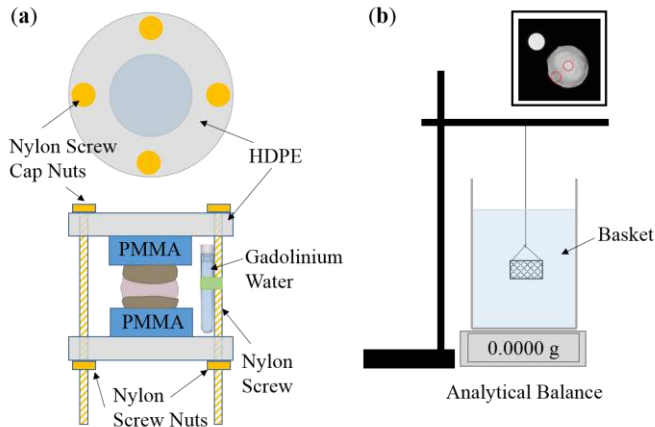 (a)
Nylon Screw
Cap Nuts
HDPE
PMMA
Gadolinium
Water
PMMA
Nylon
Screw Nuts
Nylon
Screw
(b)
Basket
0.0000 g
Analytical Balance